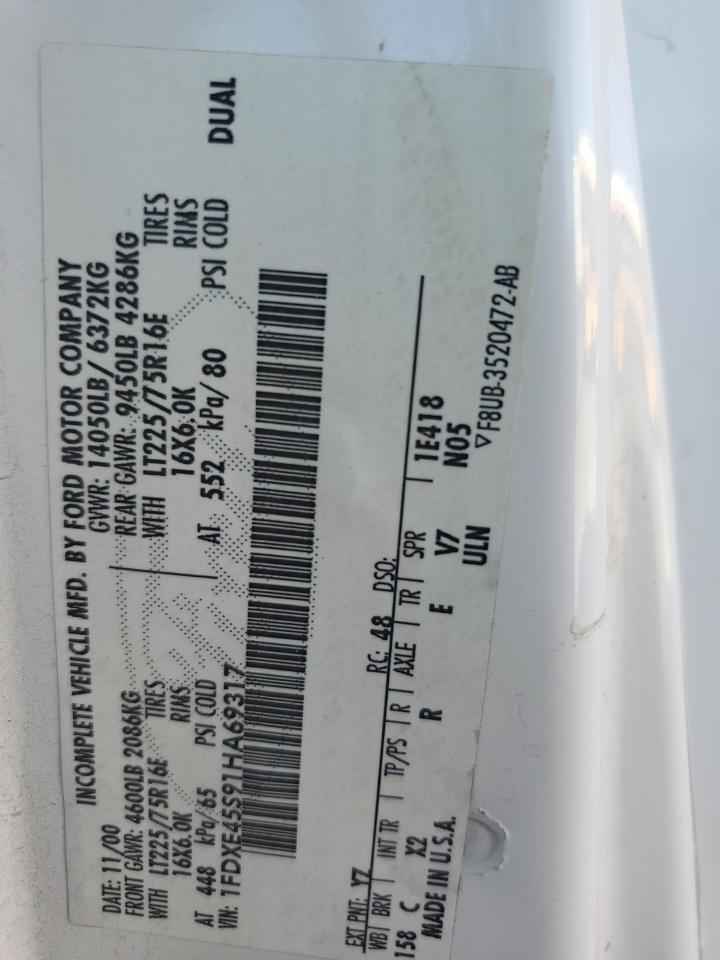 INCOMPLETE VEHICLE MFD. BY FORD MOTOR COMPANY
DATE: 11/00 GVWR: 14050LB/ 6372KG
FRONT GAWR: 4600LB 2086KG REAR GAWR: 9450LB 4286KG
WITH LT225/75R16E TIRES WITH LT225/75R16E TIRES
16X6.0K RIMS 16X6.0K RIMS
AT 448 kPa/65 PSI COLD AT 552 kPa/80 PSI COLD DUAL
VIN: 1FDXE45S91HA69317
EXT PNT: YZ RC: 48 DSO:
WB BRK INT TR TP/PS R AXLE TR SPR 1E418
158 C X2 R E V7 N05
MADE IN U.S.A. ULN
▽F8UB-3520472-AB